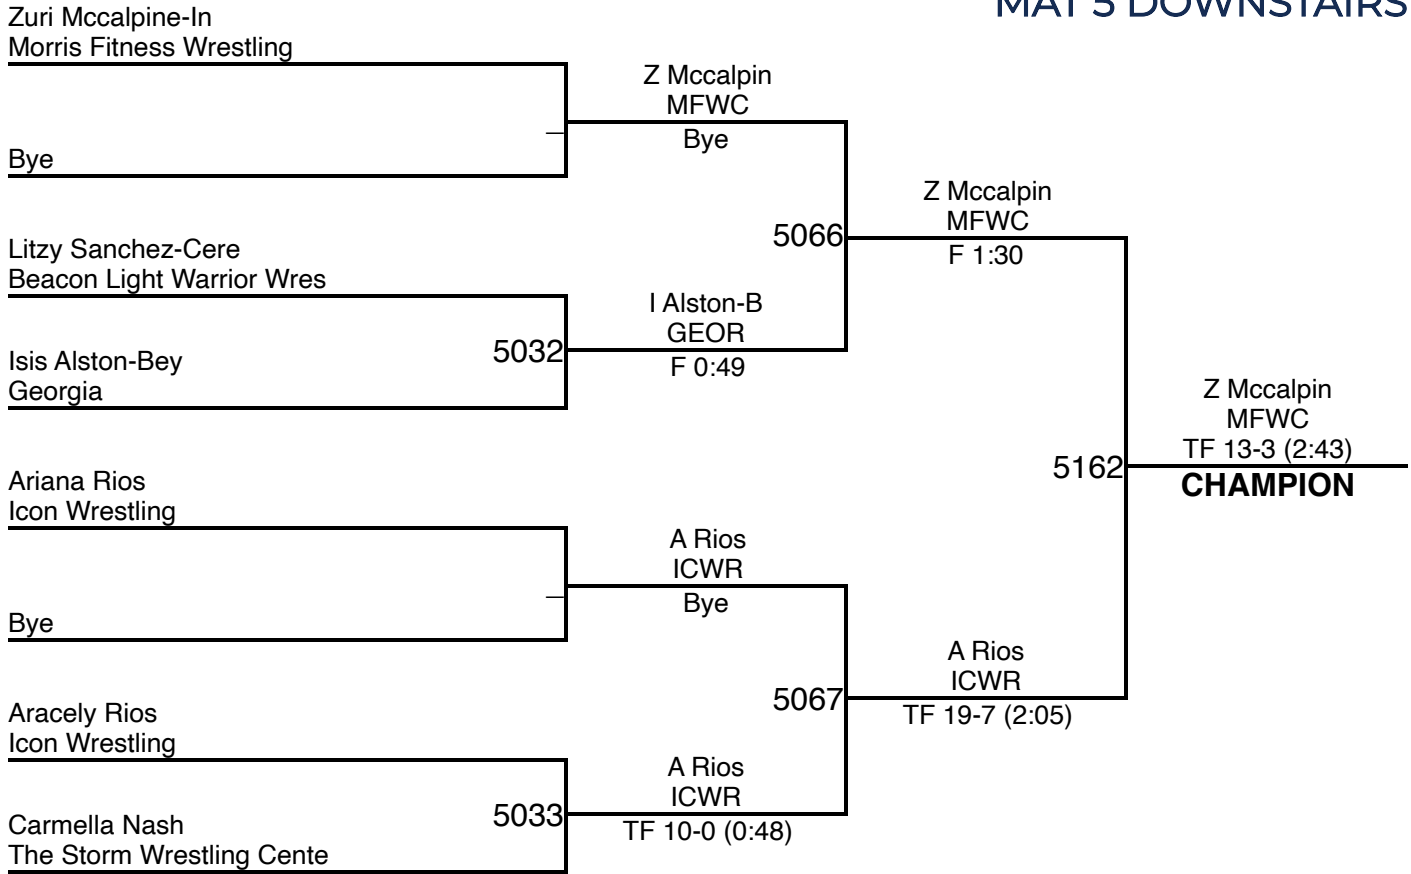 MAT 5 DOWNSTAIRS
Zuri Mccalpine-In
Morris Fitness Wrestling
Bye
Z Mccalpin
MFWC
Bye
Litzy Sanchez-Cere
Beacon Light Warrior Wres
5032
Isis Alston-Bey
Georgia
I Alston-B
GEOR
F 0:49
5066
Z Mccalpin
MFWC
F 1:30
Ariana Rios
Icon Wrestling
Bye
A Rios
ICWR
Bye
Aracely Rios
Icon Wrestling
5033
Carmella Nash
The Storm Wrestling Cente
A Rios
ICWR
TF 10-0 (0:48)
5067
A Rios
ICWR
TF 19-7 (2:05)
5162
Z Mccalpin
MFWC
TF 13-3 (2:43)
CHAMPION